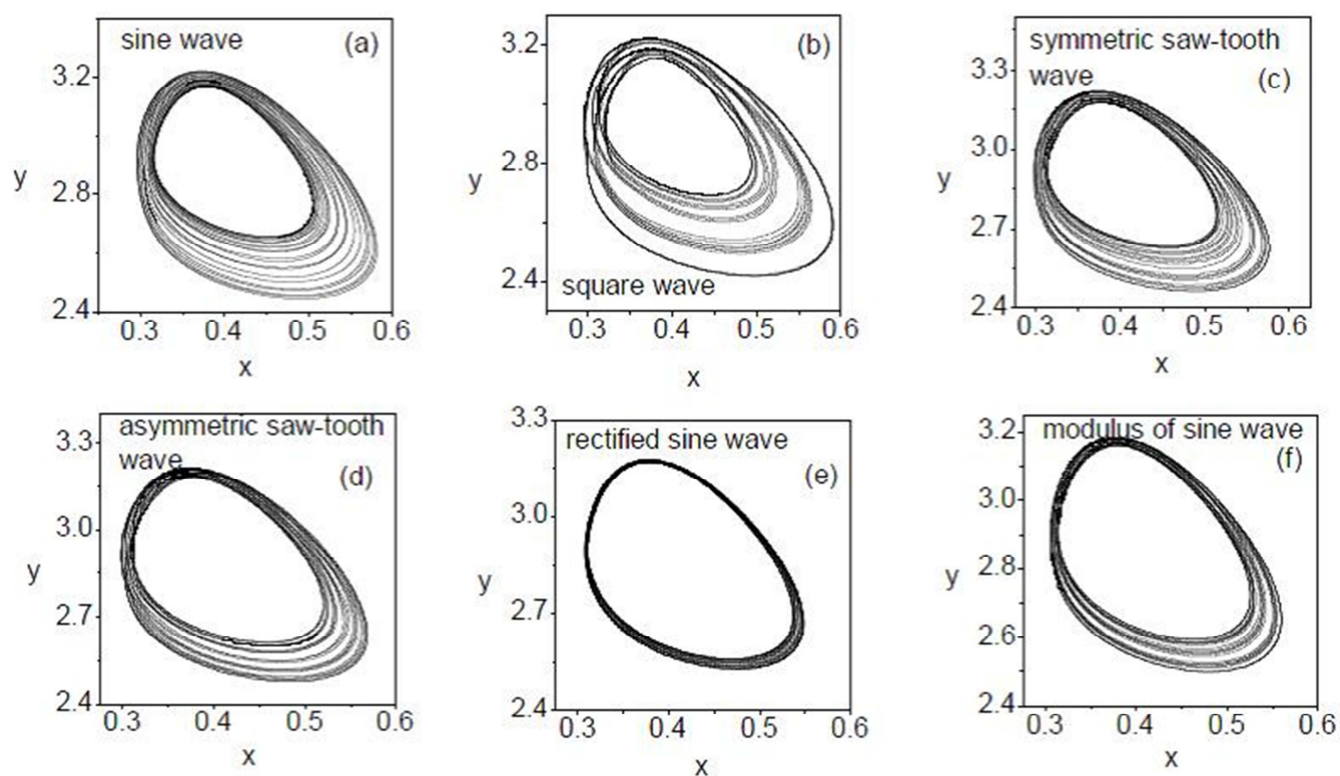 sine wave (a)
3.2
y 2.8
2.4
0.3 0.4 0.5 0.6
x
(b)
3.2
y 2.8
2.4 square wave
0.3 0.4 0.5 0.6
x
symmetric saw-tooth
wave (c)
3.3
3.0
y
2.7
2.4
0.3 0.4 0.5 0.6
x
asymmetric saw-tooth
wave (d)
3.3
3.0
y
2.7
2.4
0.3 0.4 0.5 0.6
x
rectified sine wave
(e)
3.3
3.0
y
2.7
2.4
0.3 0.4 0.5 0.6
x
modulus of sine wave
(f)
3.2
3.0
y 2.8
2.6
2.4
0.3 0.4 0.5 0.6
x